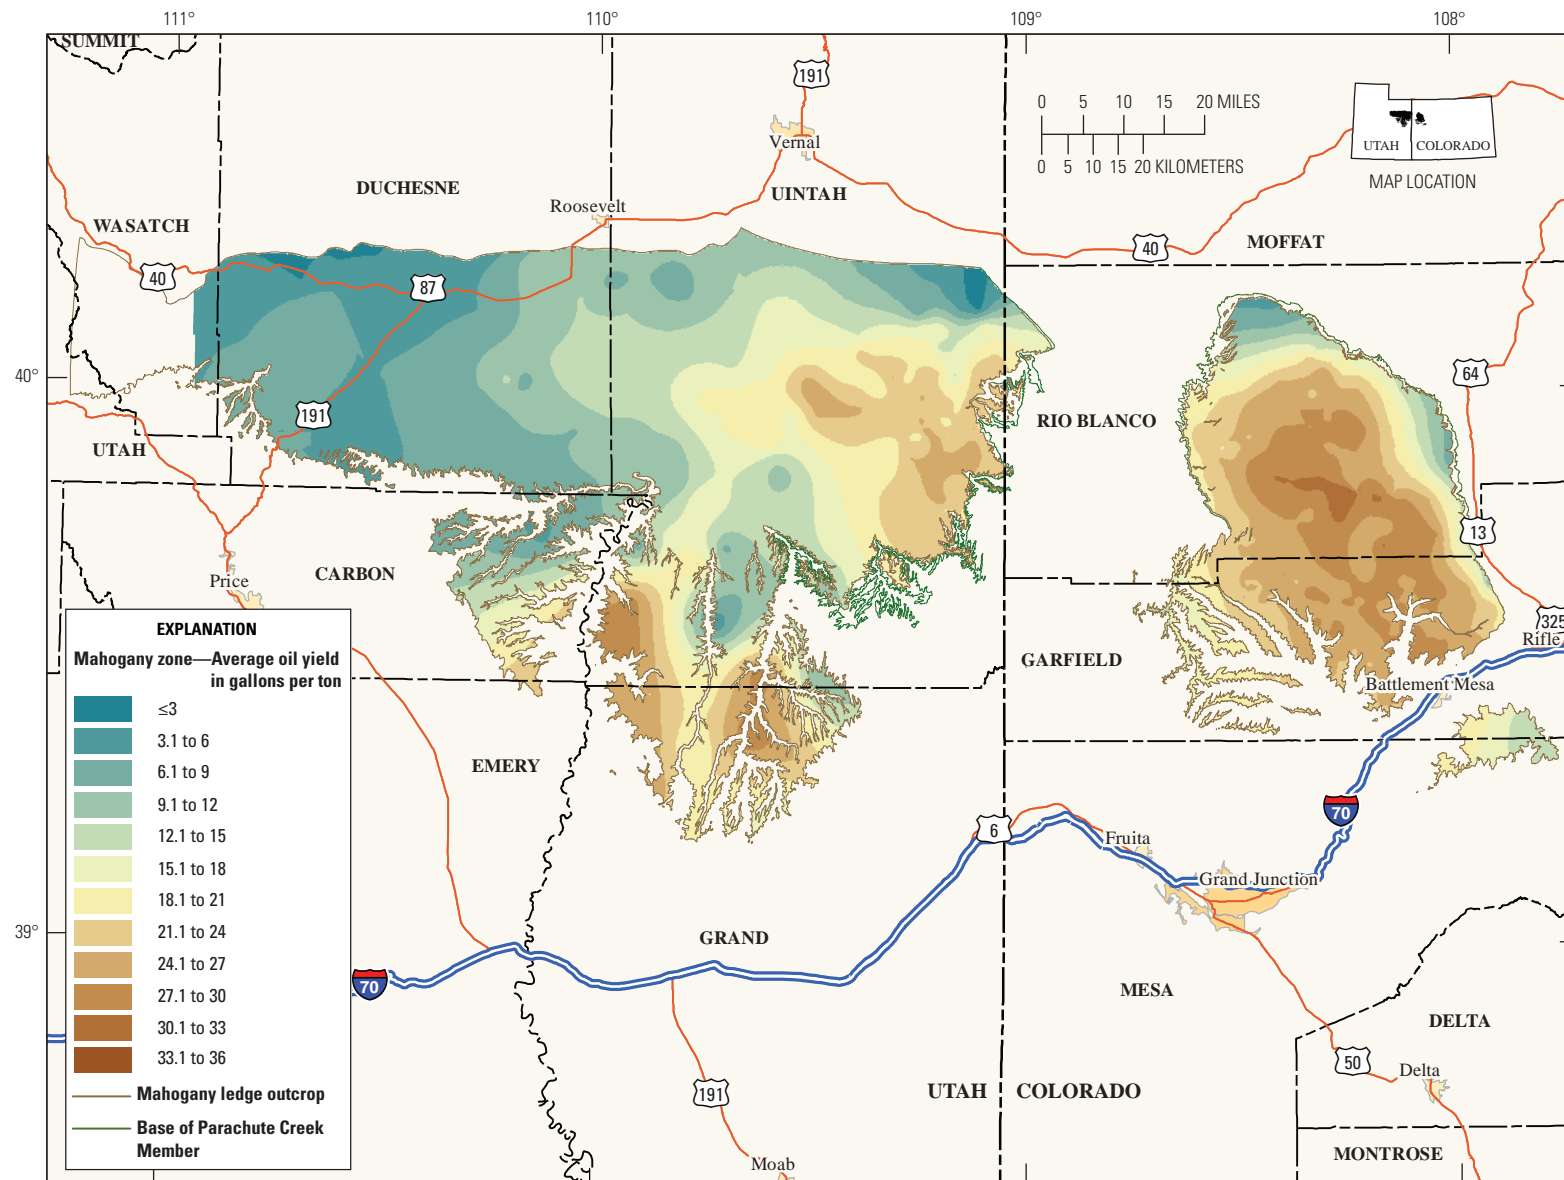 111°
110°
109°
108°
SUMMIT
191
0 5 10 15 20 MILES
0 5 10 15 20 KILOMETERS
Vernal
UTAH COLORADO
MAP LOCATION
DUCHESNE
UINTAH
Roosevelt
WASATCH
MOFFAT
40
40
87
40°
64
191
RIO BLANCO
UTAH
13
Price
CARBON
325
Rifle
GARFIELD
Battlement Mesa
EMERY
70
6
Fruita
Grand Junction
39°
GRAND
70
MESA
DELTA
50
Delta
191
UTAH
COLORADO
MONTROSE
Moab
EXPLANATION
Mahogany zone—Average oil yield
in gallons per ton
≤3
3.1 to 6
6.1 to 9
9.1 to 12
12.1 to 15
15.1 to 18
18.1 to 21
21.1 to 24
24.1 to 27
27.1 to 30
30.1 to 33
33.1 to 36
Mahogany ledge outcrop
Base of Parachute Creek
Member